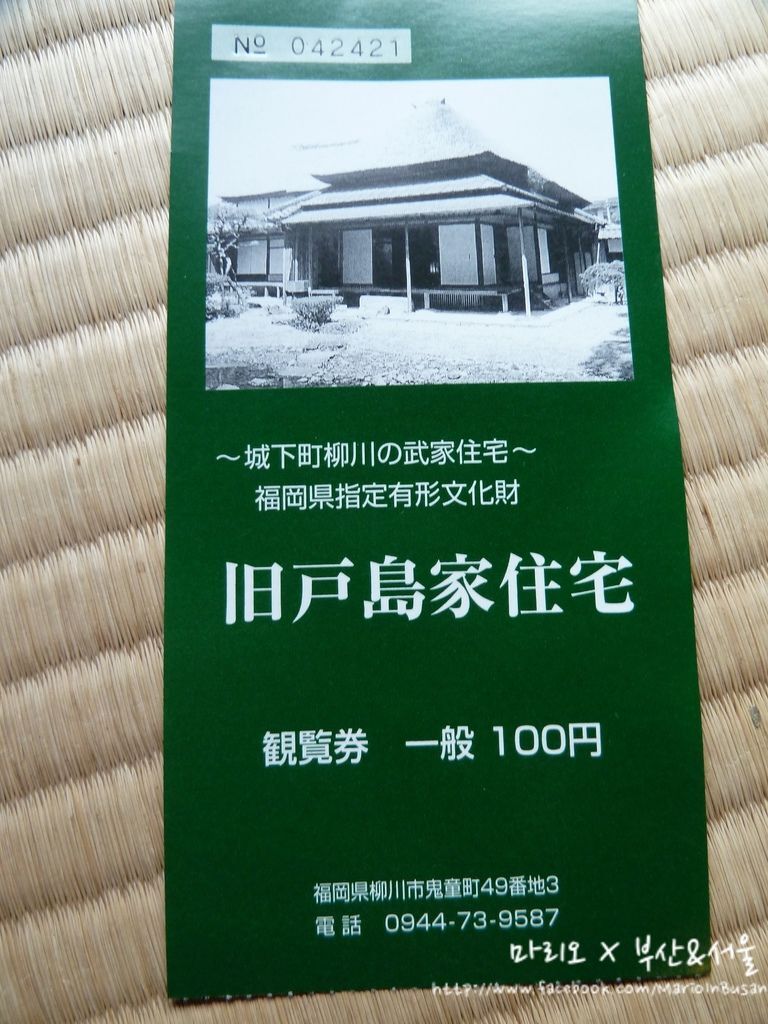 № 042421
～城下町柳川の武家住宅～
福岡県指定有形文化財
旧戸島家住宅
観覧券 一般 100円
福岡県柳川市鬼童町49番地3
電話 0944-73-9587
마리오 X 부산&서울
http://www.facebook.com/MarioInBusan